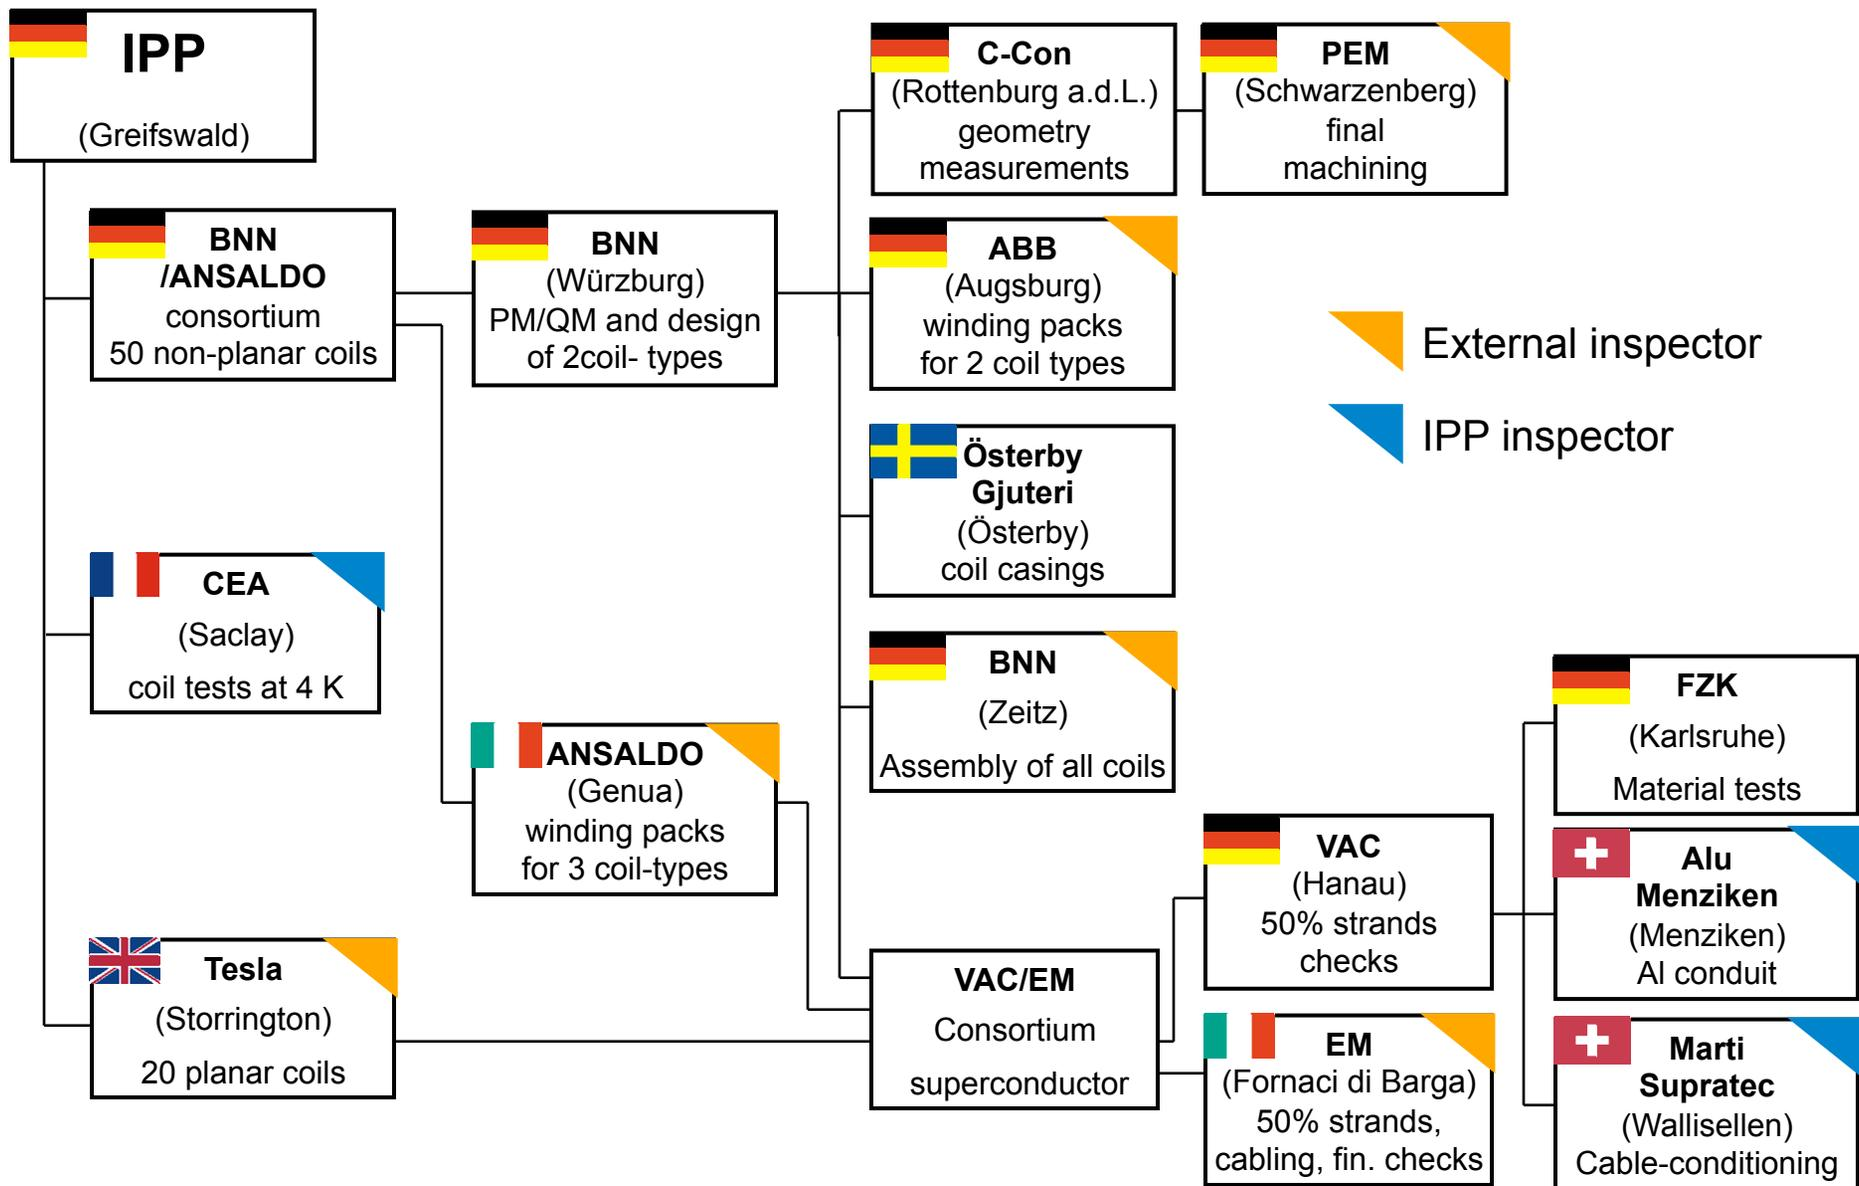 IPP
(Greifswald)
BNN
/ANSALDO
consortium
50 non-planar coils
CEA
(Saclay)
coil tests at 4 K
Tesla
(Storrington)
20 planar coils
BNN
(Würzburg)
PM/QM and design
of 2coil- types
ANSALDO
(Genua)
winding packs
for 3 coil-types
C-Con
(Rottenburg a.d.L.)
geometry
measurements
PEM
(Schwarzenberg)
final
machining
ABB
(Augsburg)
winding packs
for 2 coil types
Österby
Gjuteri
(Österby)
coil casings
BNN
(Zeitz)
Assembly of all coils
VAC/EM
Consortium
superconductor
External inspector
IPP inspector
VAC
(Hanau)
50% strands
checks
EM
(Fornaci di Barga)
50% strands,
cabling, fin. checks
FZK
(Karlsruhe)
Material tests
Alu
Menziken
(Menziken)
Al conduit
Marti
Supratec
(Wallisellen)
Cable-conditioning